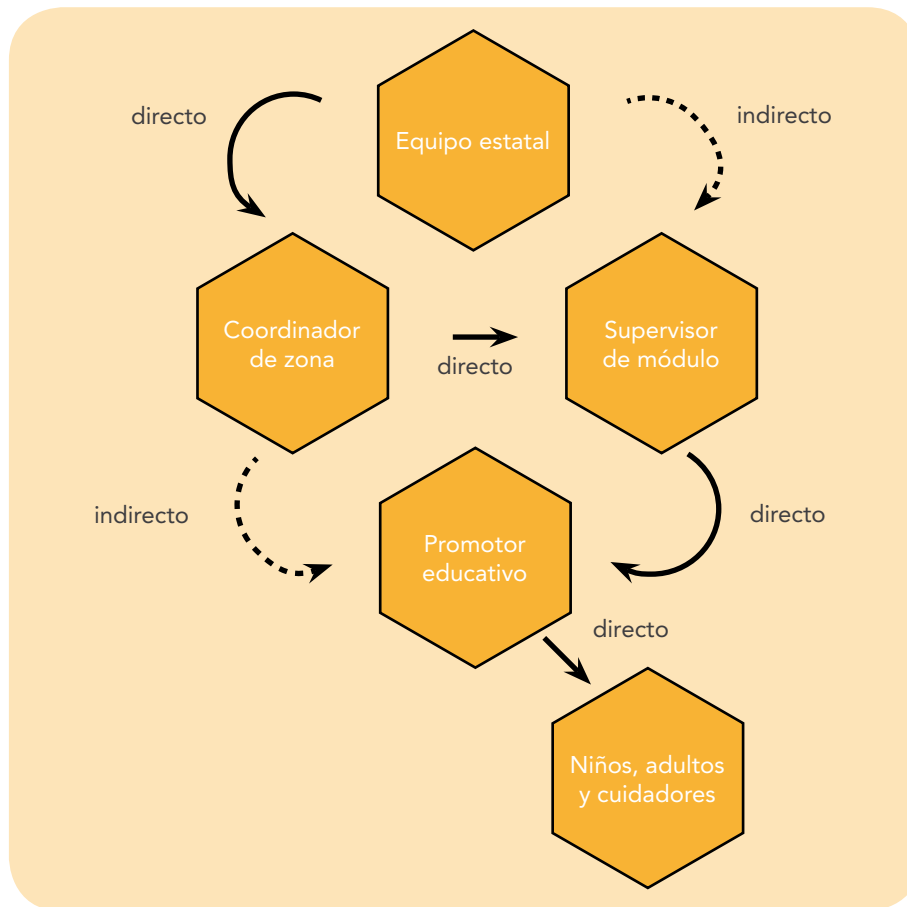 directo
Equipo estatal
indirecto
Coordinador
de zona
directo
Supervisor
de módulo
indirecto
Promotor
educativo
directo
directo
Niños, adultos
y cuidadores